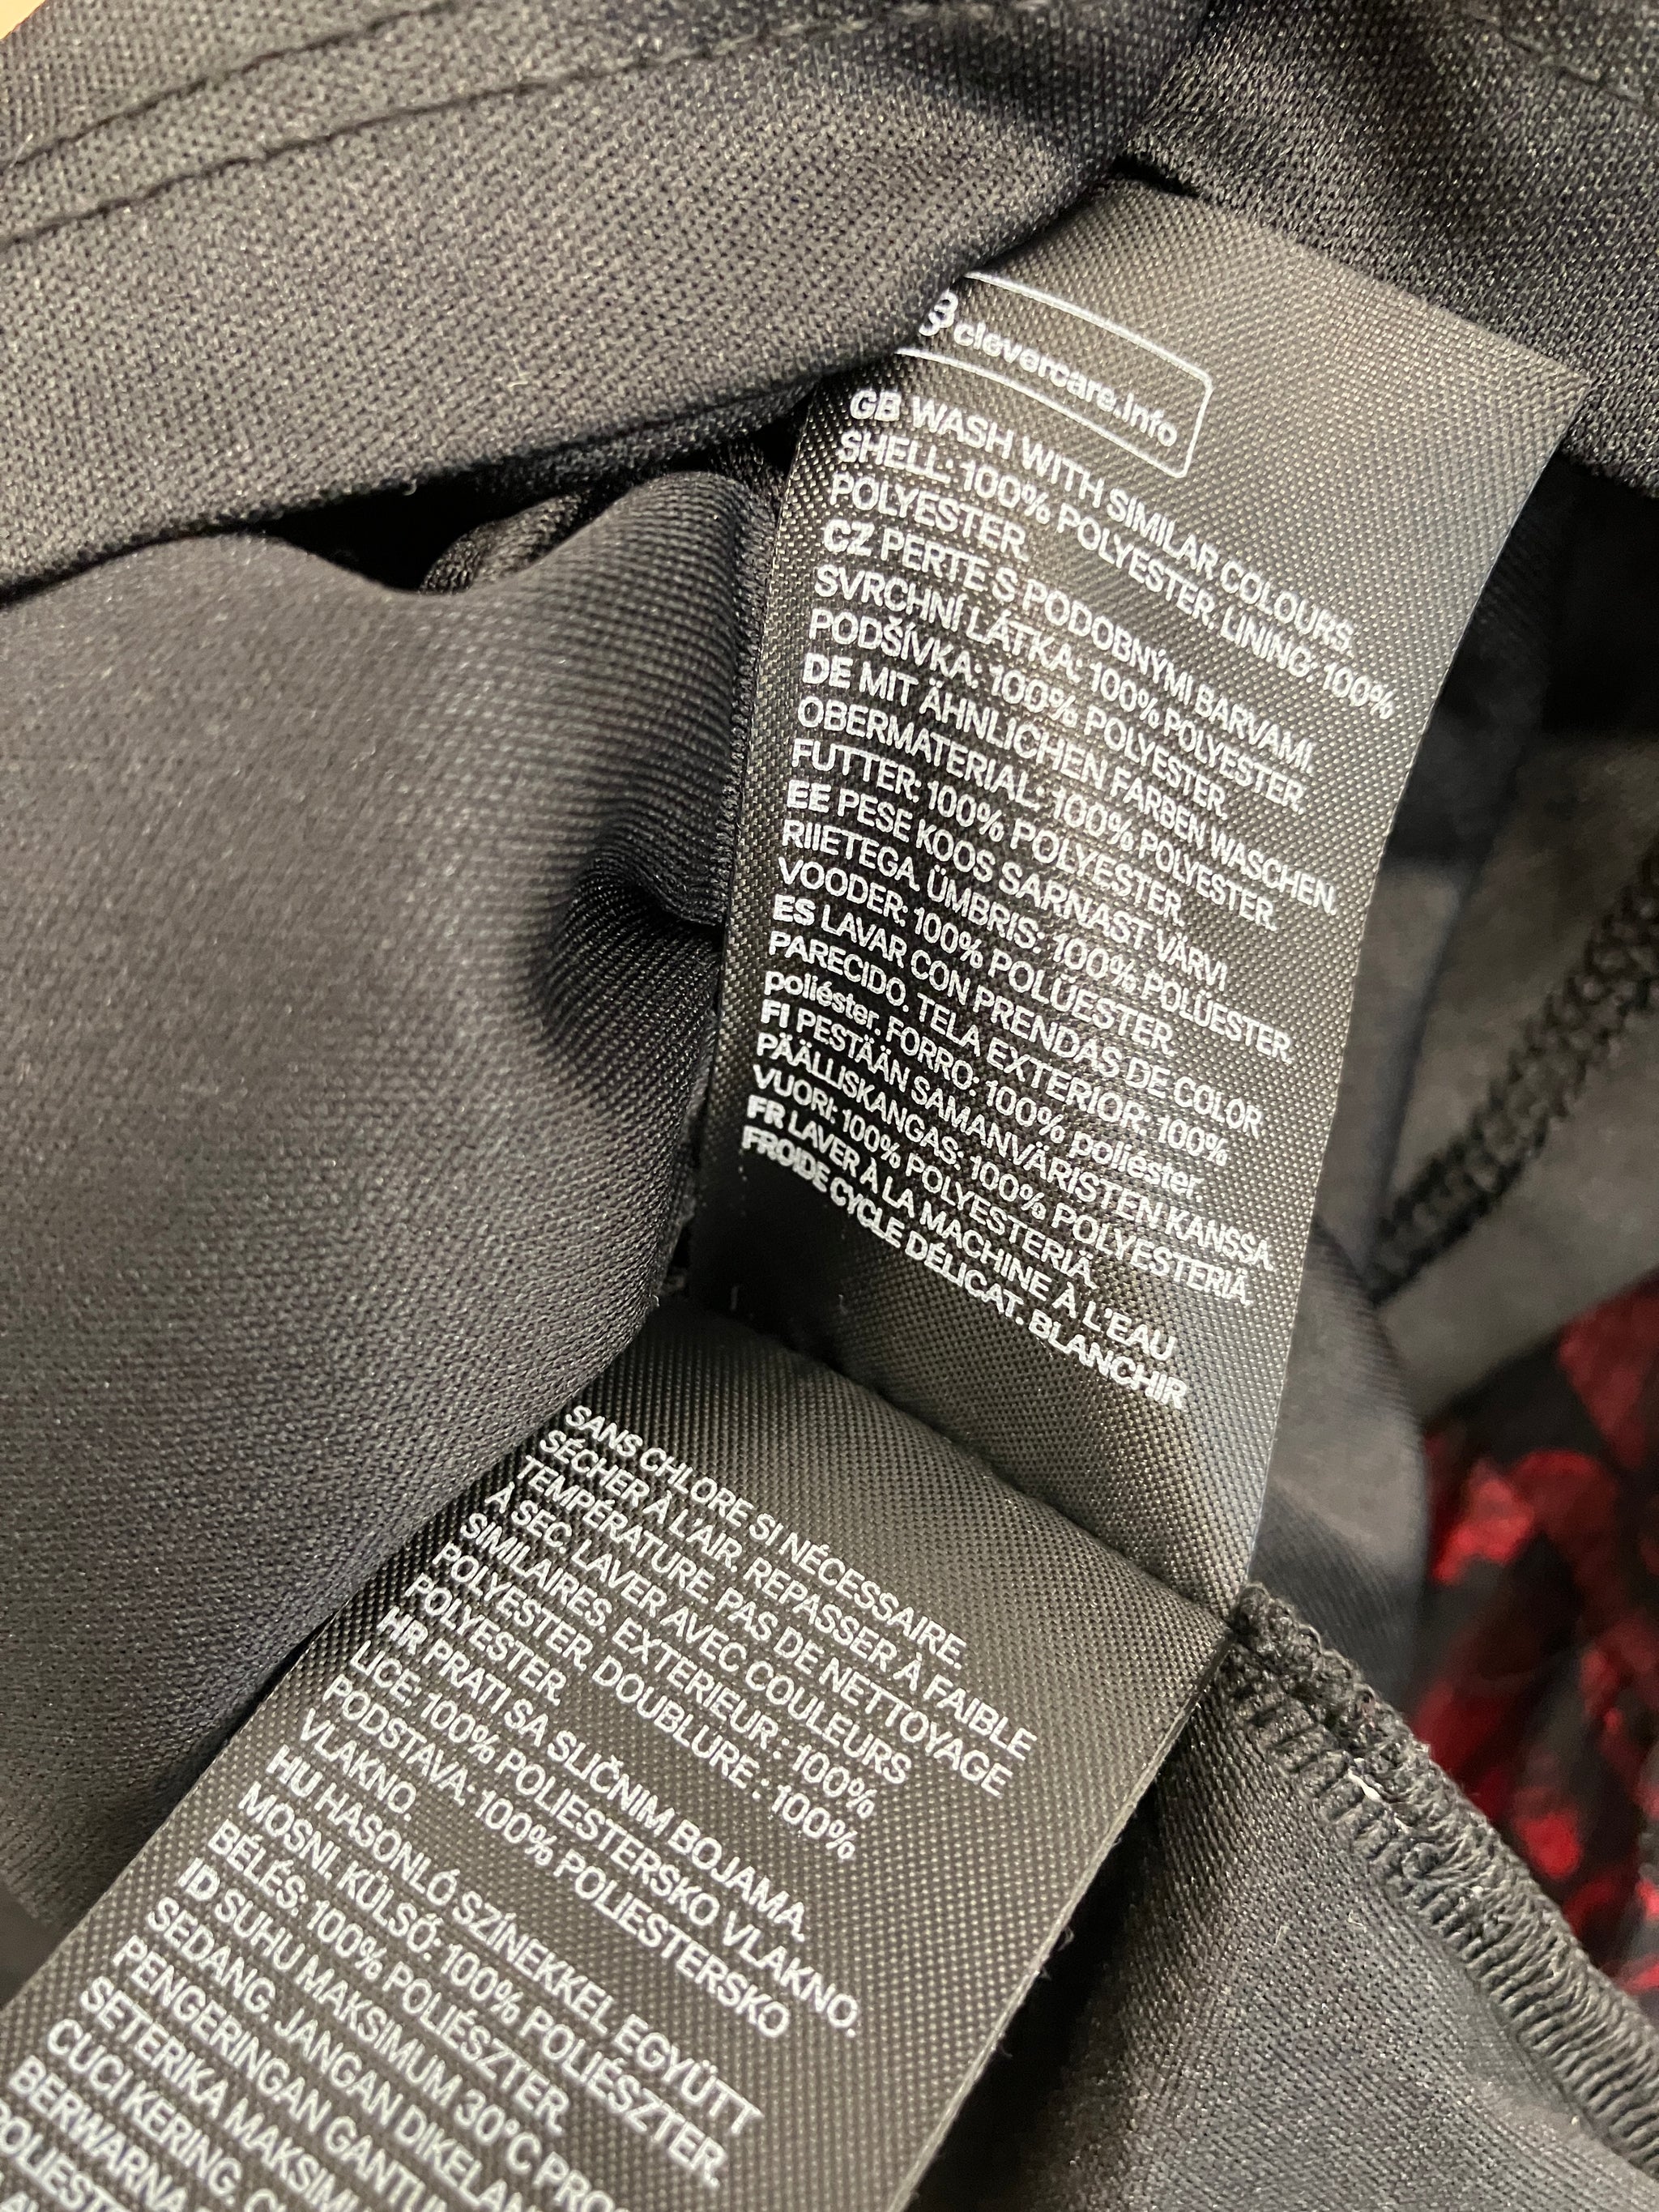 clevercare.info
GB WASH WITH SIMILAR COLOURS.
SHELL: 100% POLYESTER. LINING: 100%
POLYESTER.
CZ PERTE S PODOBNÝMI BARVAMI.
SVRCHNÍ LÁTKA: 100% POLYESTER.
PODŠÍVKA: 100% POLYESTER.
DE MIT ÄHNLICHEN FARBEN WASCHEN.
OBERMATERIAL: 100% POLYESTER.
FUTTER: 100% POLYESTER.
EE PESE KOOS SARNAST VÄRVI
RIIETEGA. ÜMBRIS: 100% POLÜESTER.
VOODER: 100% POLÜESTER.
ES LAVAR CON PRENDAS DE COLOR
PARECIDO. TELA EXTERIOR: 100%
poliéster. FORRO: 100% poliéster.
FI PESTÄÄN SAMANVÄRISTEN KANSSA.
PÄÄLLISKANGAS: 100% POLYESTERIÄ.
VUORI: 100% POLYESTERIÄ.
FR LAVER À LA MACHINE À L'EAU
FROIDE CYCLE DÉLICAT. BLANCHIR
SANS CHLORE SI NÉCESSAIRE.
SÉCHER À L'AIR. REPASSER À FAIBLE
TEMPÉRATURE. PAS DE NETTOYAGE
À SEC. LAVER AVEC COULEURS
SIMILAIRES. EXTERIEUR : 100%
POLYESTER. DOUBLURE : 100%
POLYESTER.
HR PRATI SA SLIČNIM BOJAMA.
LICE: 100% POLIESTERSKO VLAKNO.
PODSTAVA: 100% POLIESTERSKO
VLAKNO.
HU HASONLÓ SZÍNEKKEL EGYÜTT
MOSNI. KÜLSŐ: 100% POLIÉSZTER.
BÉLÉS: 100% POLIÉSZTER.
ID SUHU MAKSIMUM 30°C PROS
SEDANG. JANGAN DIKELAN
PENGERINGAN GANTUN
SETERIKA MAKSIM
CUCI KERING.
BERWARNA
POLIEST